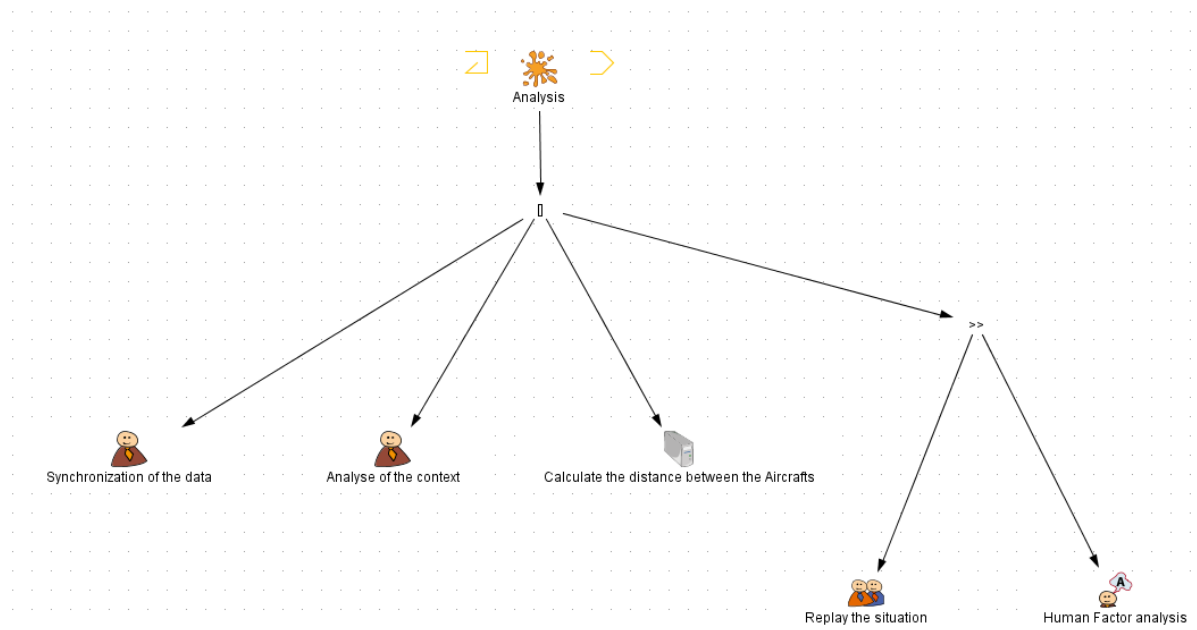 Analysis
[]
>>
Synchronization of the data
Analyse of the context
Calculate the distance between the Aircrafts
A
Replay the situation
Human Factor analysis